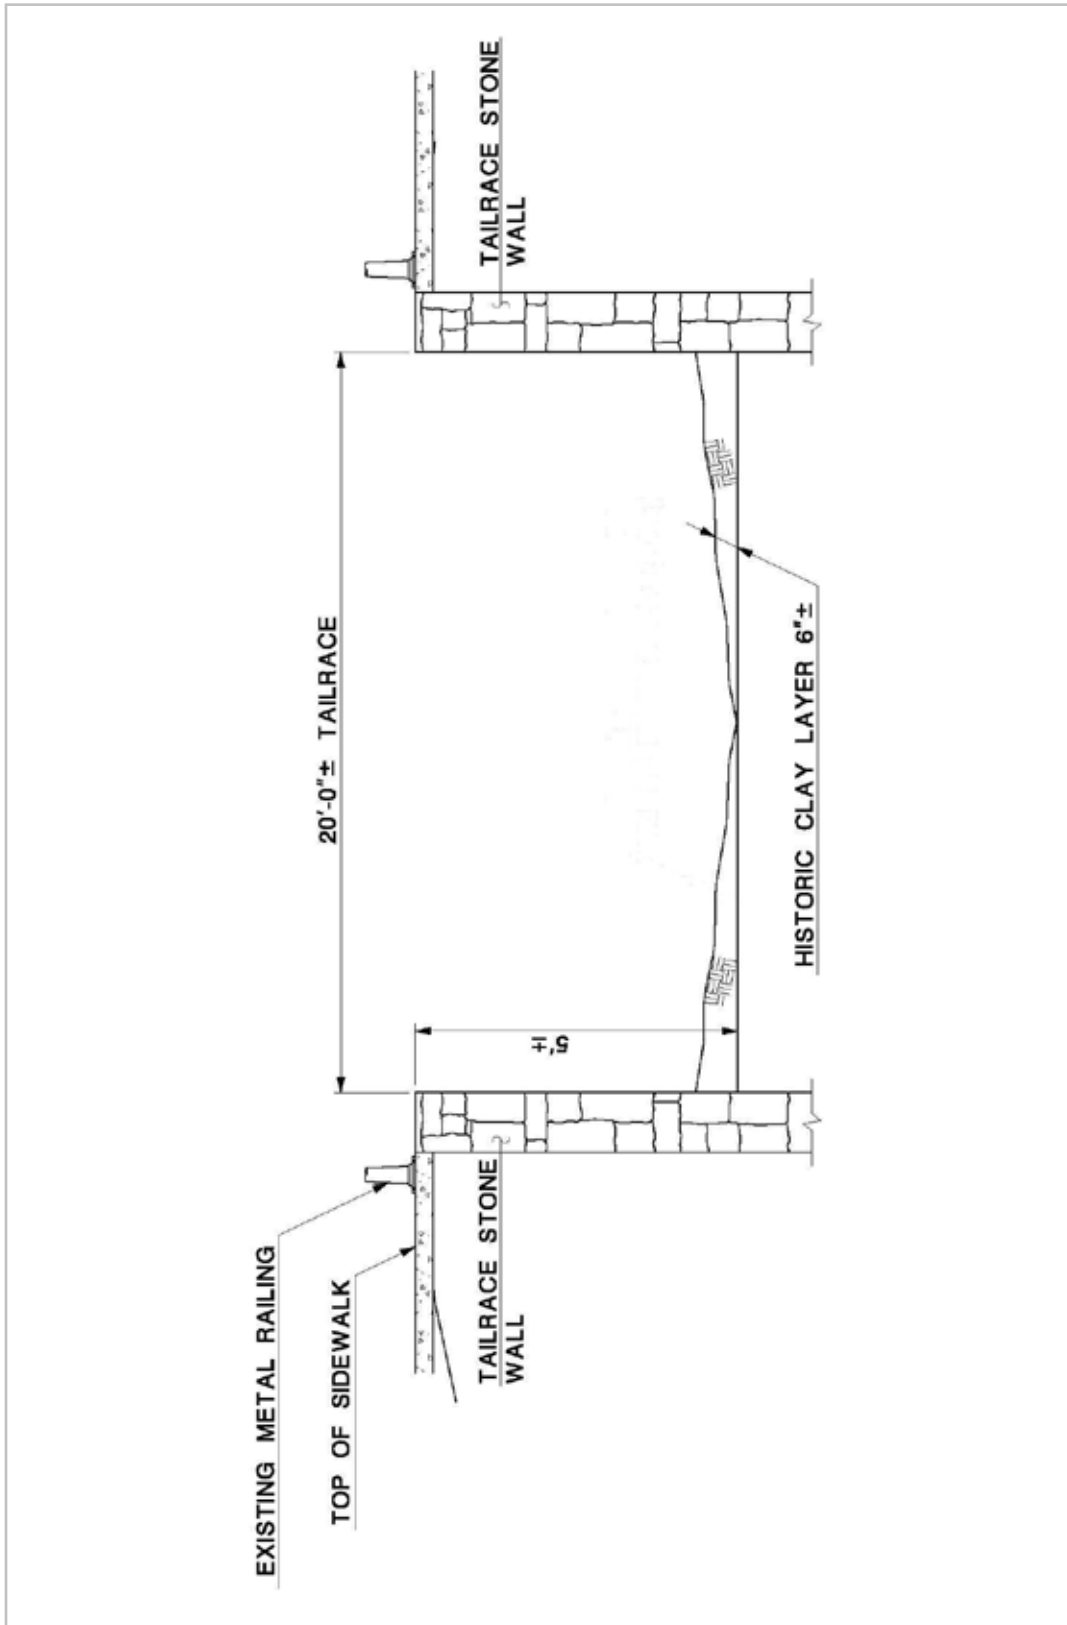 EXISTING METAL RAILING
TOP OF SIDEWALK
20'-0"± TAILRACE
TAILRACE STONE
WALL
TAILRACE STONE
WALL
5'±
HISTORIC CLAY LAYER 6"±